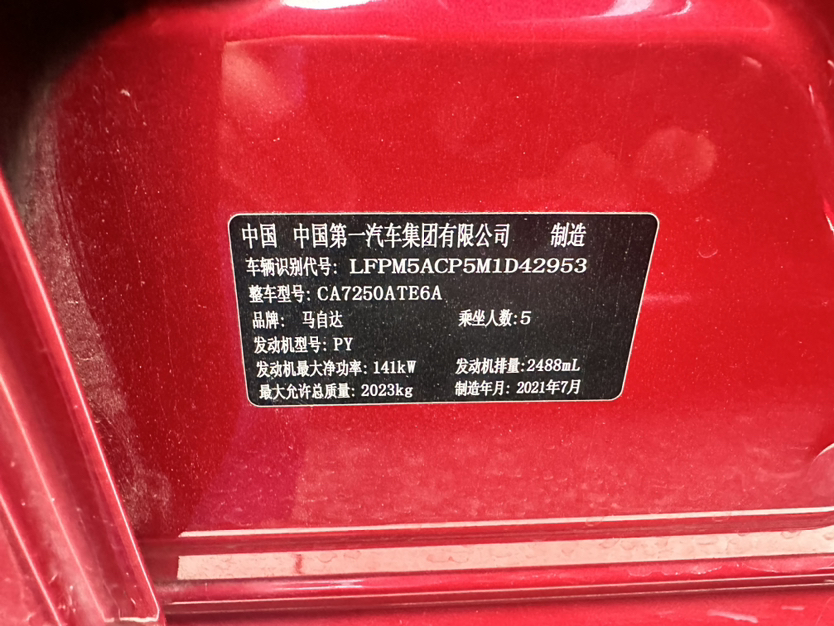 中国 中国第一汽车集团有限公司 制造
车辆识别代号: LFPM5ACP5M1D42953
整车型号: CA7250ATE6A
品牌: 马自达 乘坐人数: 5
发动机型号: PY
发动机最大净功率: 141kW 发动机排量: 2488mL
最大允许总质量: 2023kg 制造年月: 2021年7月